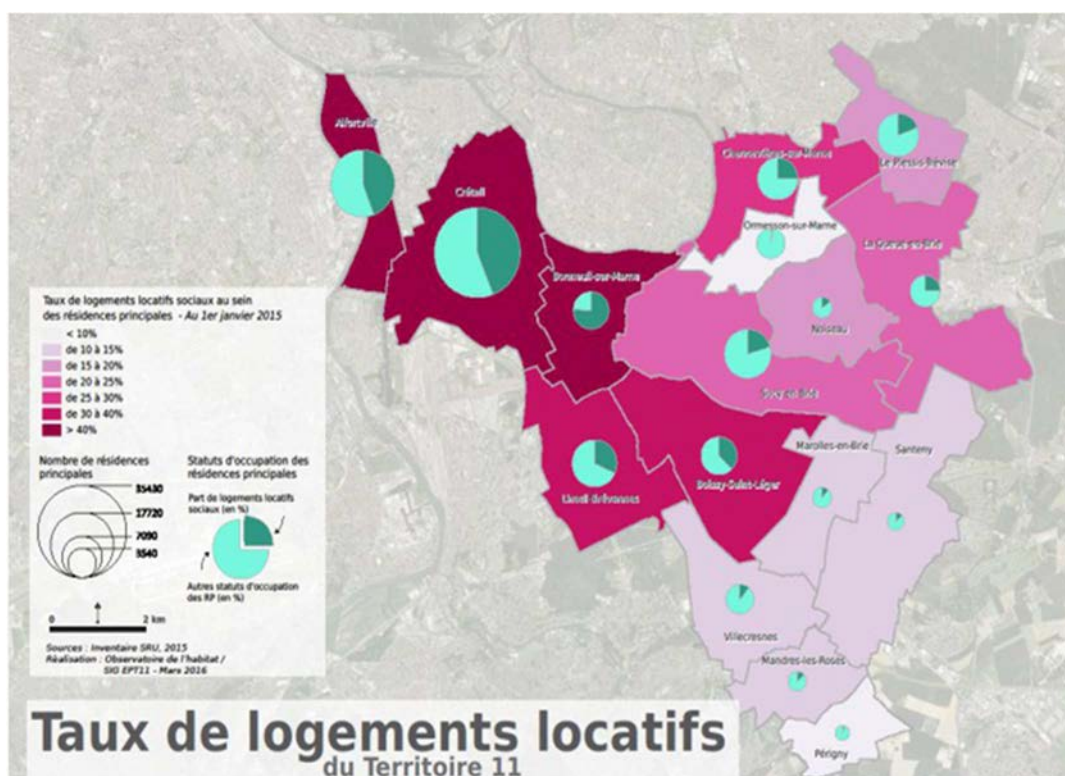 Alfortville
Créteil
Bonneuil-sur-Marne
Chennevières-sur-Marne
Le Plessis-Trévise
Ormesson-sur-Marne
La Queue-en-Brie
Noiseau
Sucy-en-Brie
Limeil-Brévannes
Boissy-Saint-Léger
Marolles-en-Brie
Santeny
Villecresnes
Mandres-les-Roses
Périgny
Taux de logements locatifs sociaux au sein
des résidences principales - Au 1er janvier 2015
< 10%
de 10 à 15%
de 15 à 20%
de 20 à 25%
de 25 à 30%
de 30 à 40%
> 40%
Nombre de résidences
principales
35430
17720
7090
3540
Statuts d'occupation des
résidences principales
Part de logements locatifs
sociaux (en %)
Autres statuts d'occupation
des RP (en %)
0 2 km
Sources : Inventaire SRU, 2015
Réalisation : Observatoire de l'habitat /
SIG EPT11 - Mars 2016
Taux de logements locatifs
du Territoire 11